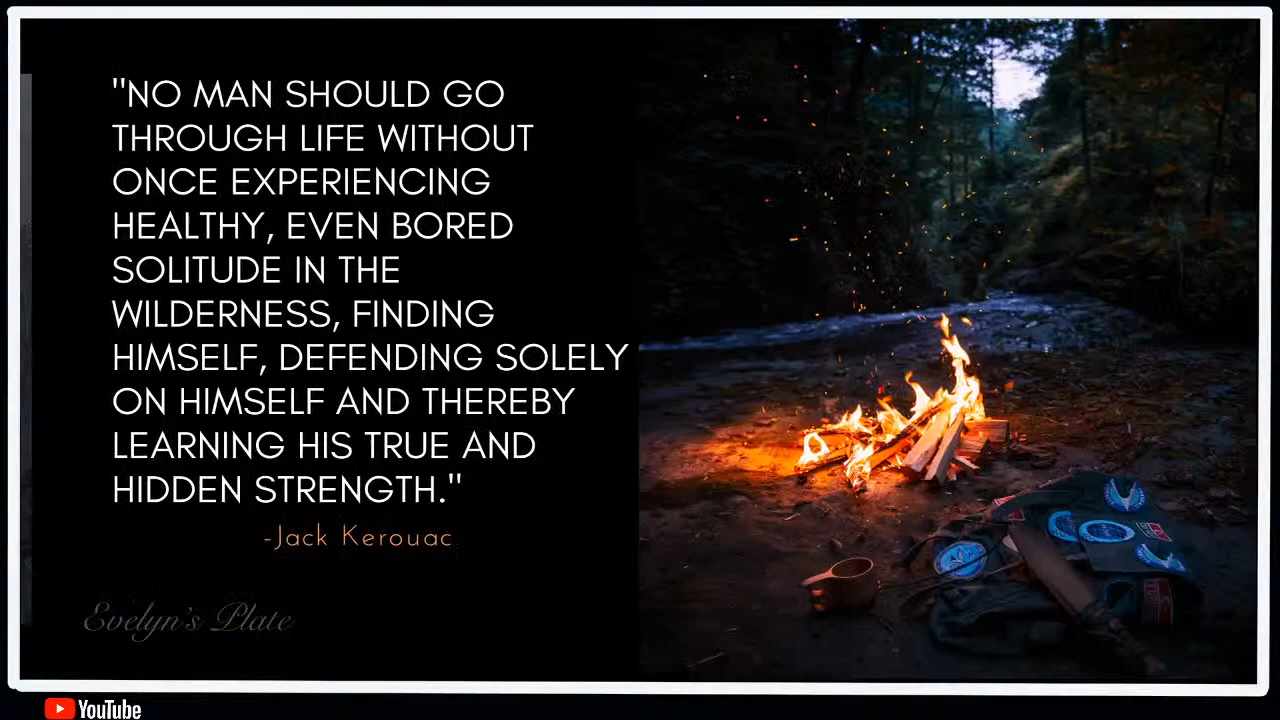 "NO MAN SHOULD GO
THROUGH LIFE WITHOUT
ONCE EXPERIENCING
HEALTHY, EVEN BORED
SOLITUDE IN THE
WILDERNESS, FINDING
HIMSELF, DEFENDING SOLELY
ON HIMSELF AND THEREBY
LEARNING HIS TRUE AND
HIDDEN STRENGTH."
-Jack Kerouac
Evelyn's Plate
YouTube